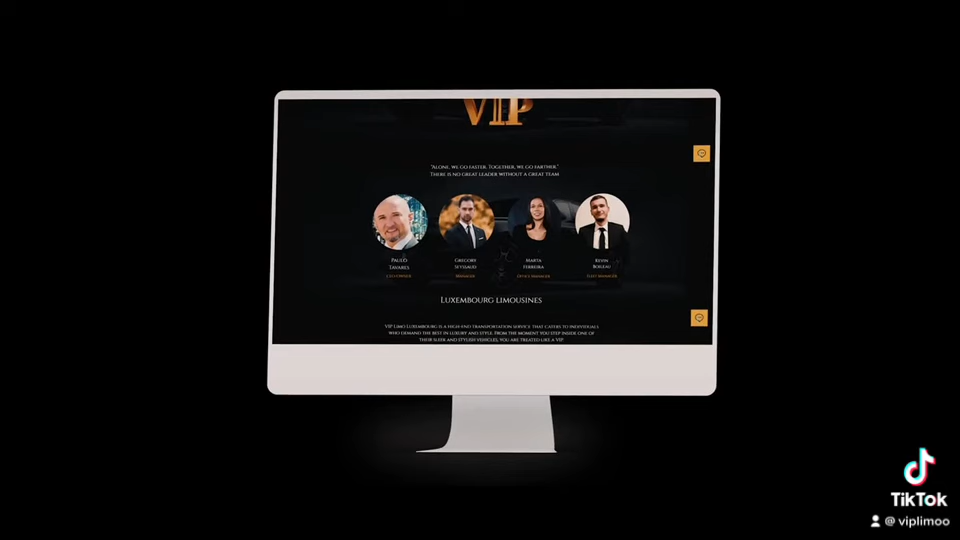 VIP
"Alone, we go faster. Together, we go farther."
There is no great leader without a great team
Paulo
Tavares
Gregory
Seyssaud
Marta
Ferreira
Kevin
Boileau
Manager
Office Manager
Fleet Manager
Luxembourg Limousines
VIP Limo Luxembourg is a high-end transportation service that caters to individuals
who demand the best in luxury and style. From the moment you step inside one of
their sleek and stylish vehicles, you are treated like a VIP.
TikTok
@ viplimoo